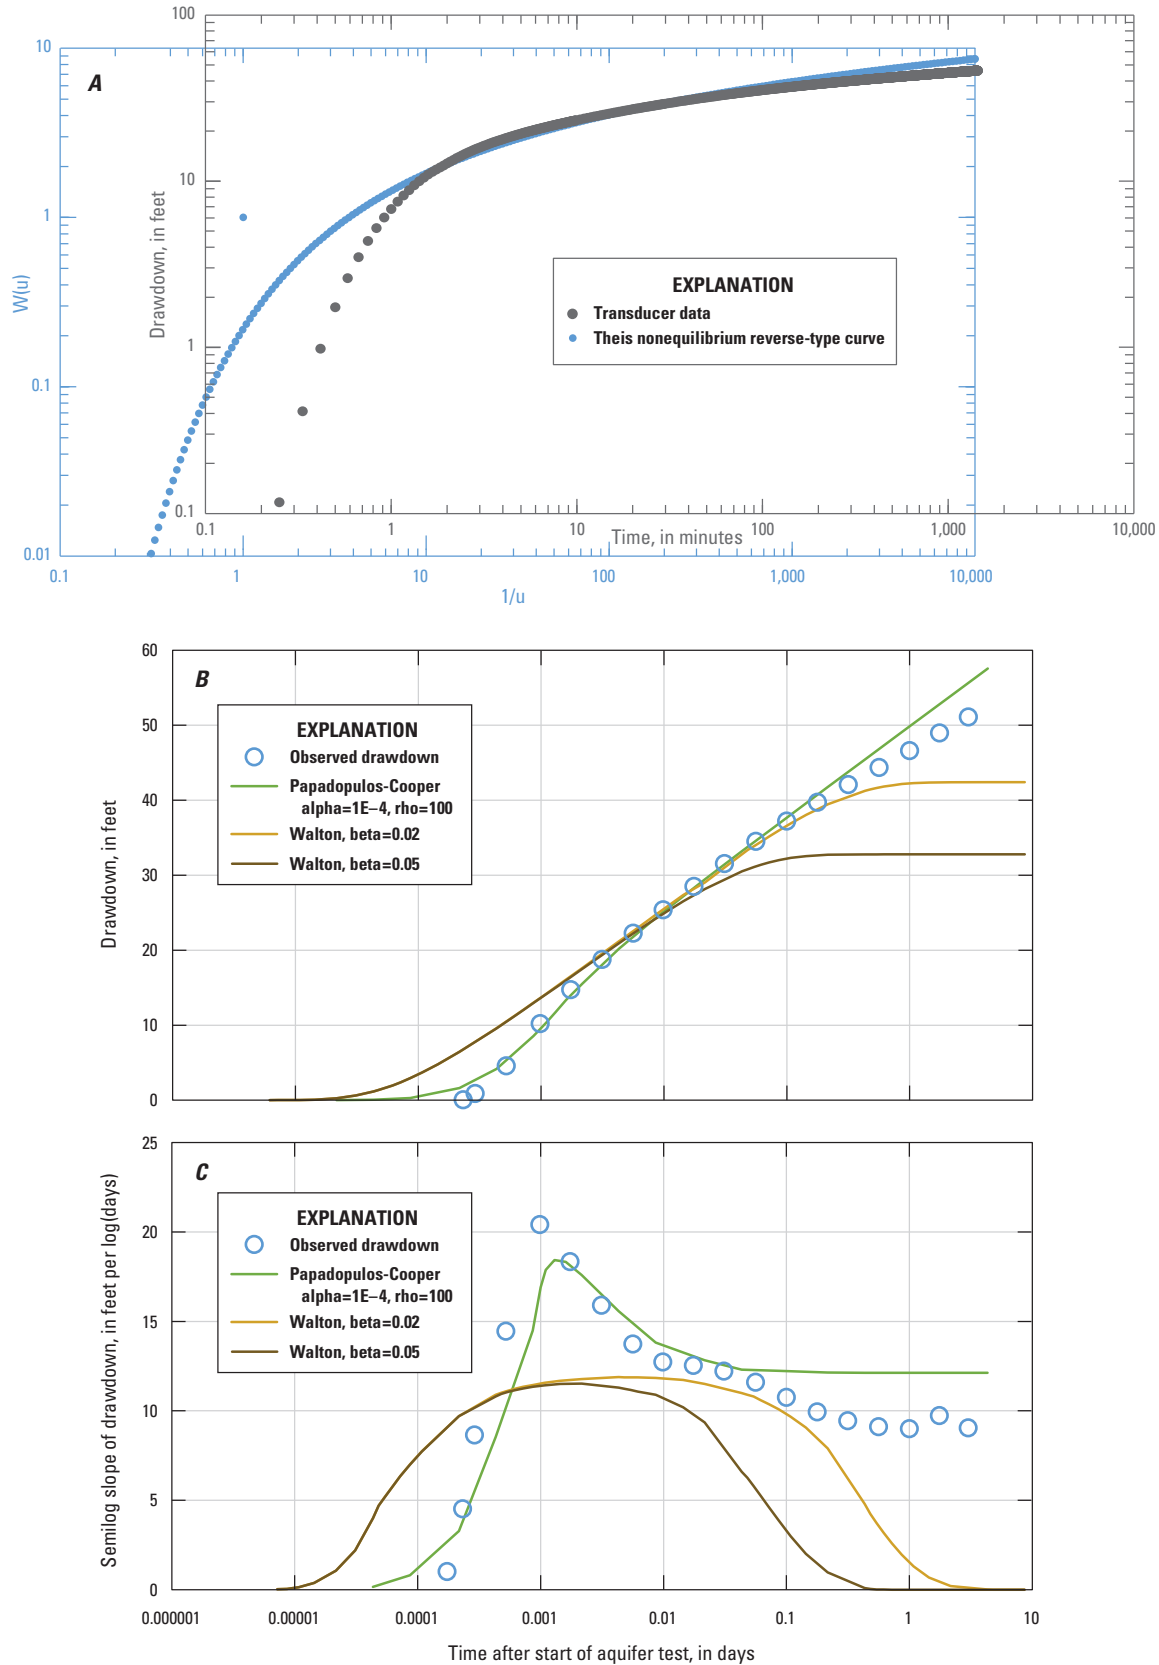 A
100
10
1
0.1
Drawdown, in feet
10
1
0.1
0.01
W(u)
EXPLANATION
Transducer data
Theis nonequilibrium reverse-type curve
0.1
1
10
100
1,000
10,000
Time, in minutes
0.1
1
10
100
1,000
10,000
1/u
B
60
50
40
30
20
10
0
Drawdown, in feet
EXPLANATION
Observed drawdown
Papadopulos-Cooper
alpha=1E–4, rho=100
Walton, beta=0.02
Walton, beta=0.05
C
25
20
15
10
5
0
Semilog slope of drawdown, in feet per log(days)
EXPLANATION
Observed drawdown
Papadopulos-Cooper
alpha=1E–4, rho=100
Walton, beta=0.02
Walton, beta=0.05
0.000001
0.00001
0.0001
0.001
0.01
0.1
1
10
Time after start of aquifer test, in days